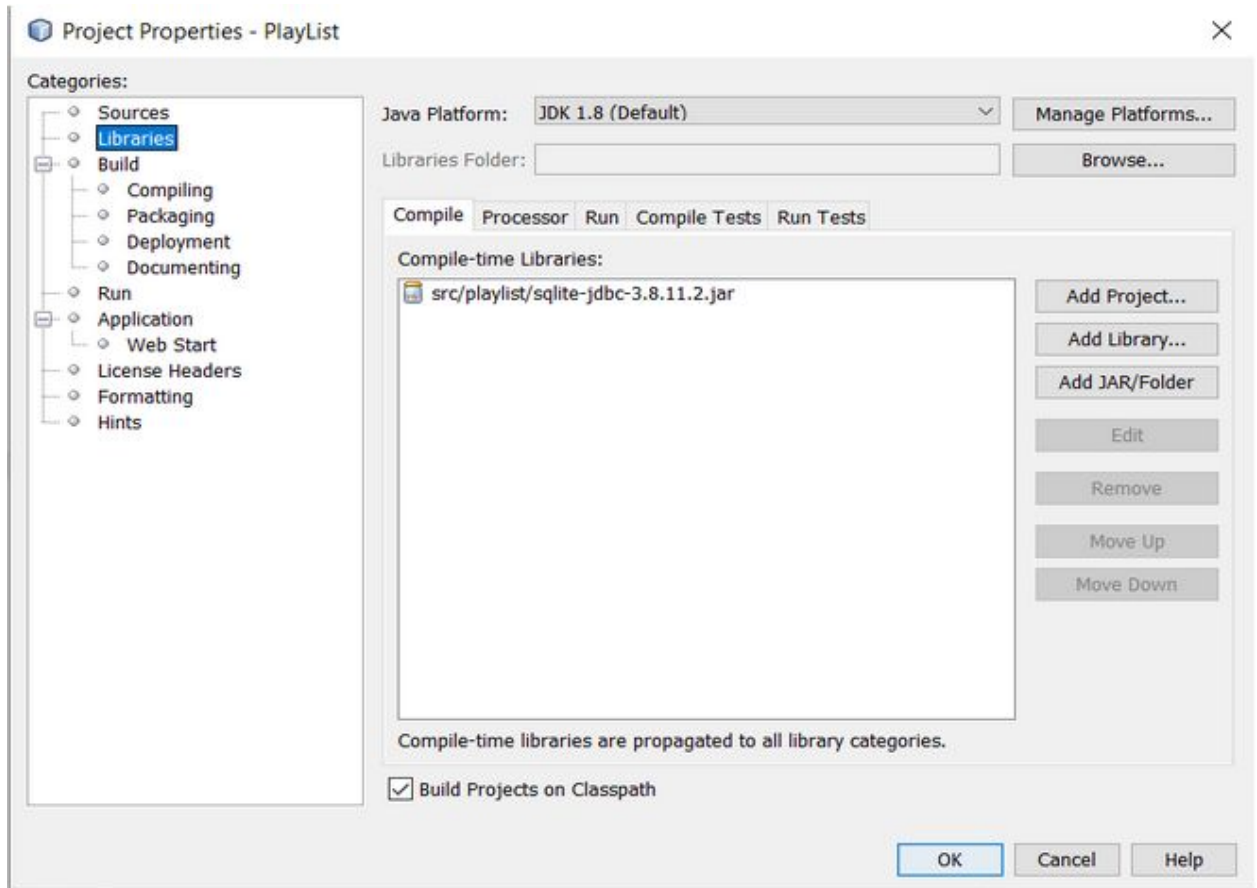 Project Properties - PlayList
Categories:
Sources
Libraries
Build
Compiling
Packaging
Deployment
Documenting
Run
Application
Web Start
License Headers
Formatting
Hints
Java Platform:
JDK 1.8 (Default)
Manage Platforms...
Libraries Folder:
Browse...
Compile Processor Run Compile Tests Run Tests
Compile-time Libraries:
src/playlist/sqlite-jdbc-3.8.11.2.jar
Add Project...
Add Library...
Add JAR/Folder
Edit
Remove
Move Up
Move Down
Compile-time libraries are propagated to all library categories.
Build Projects on Classpath
OK Cancel Help